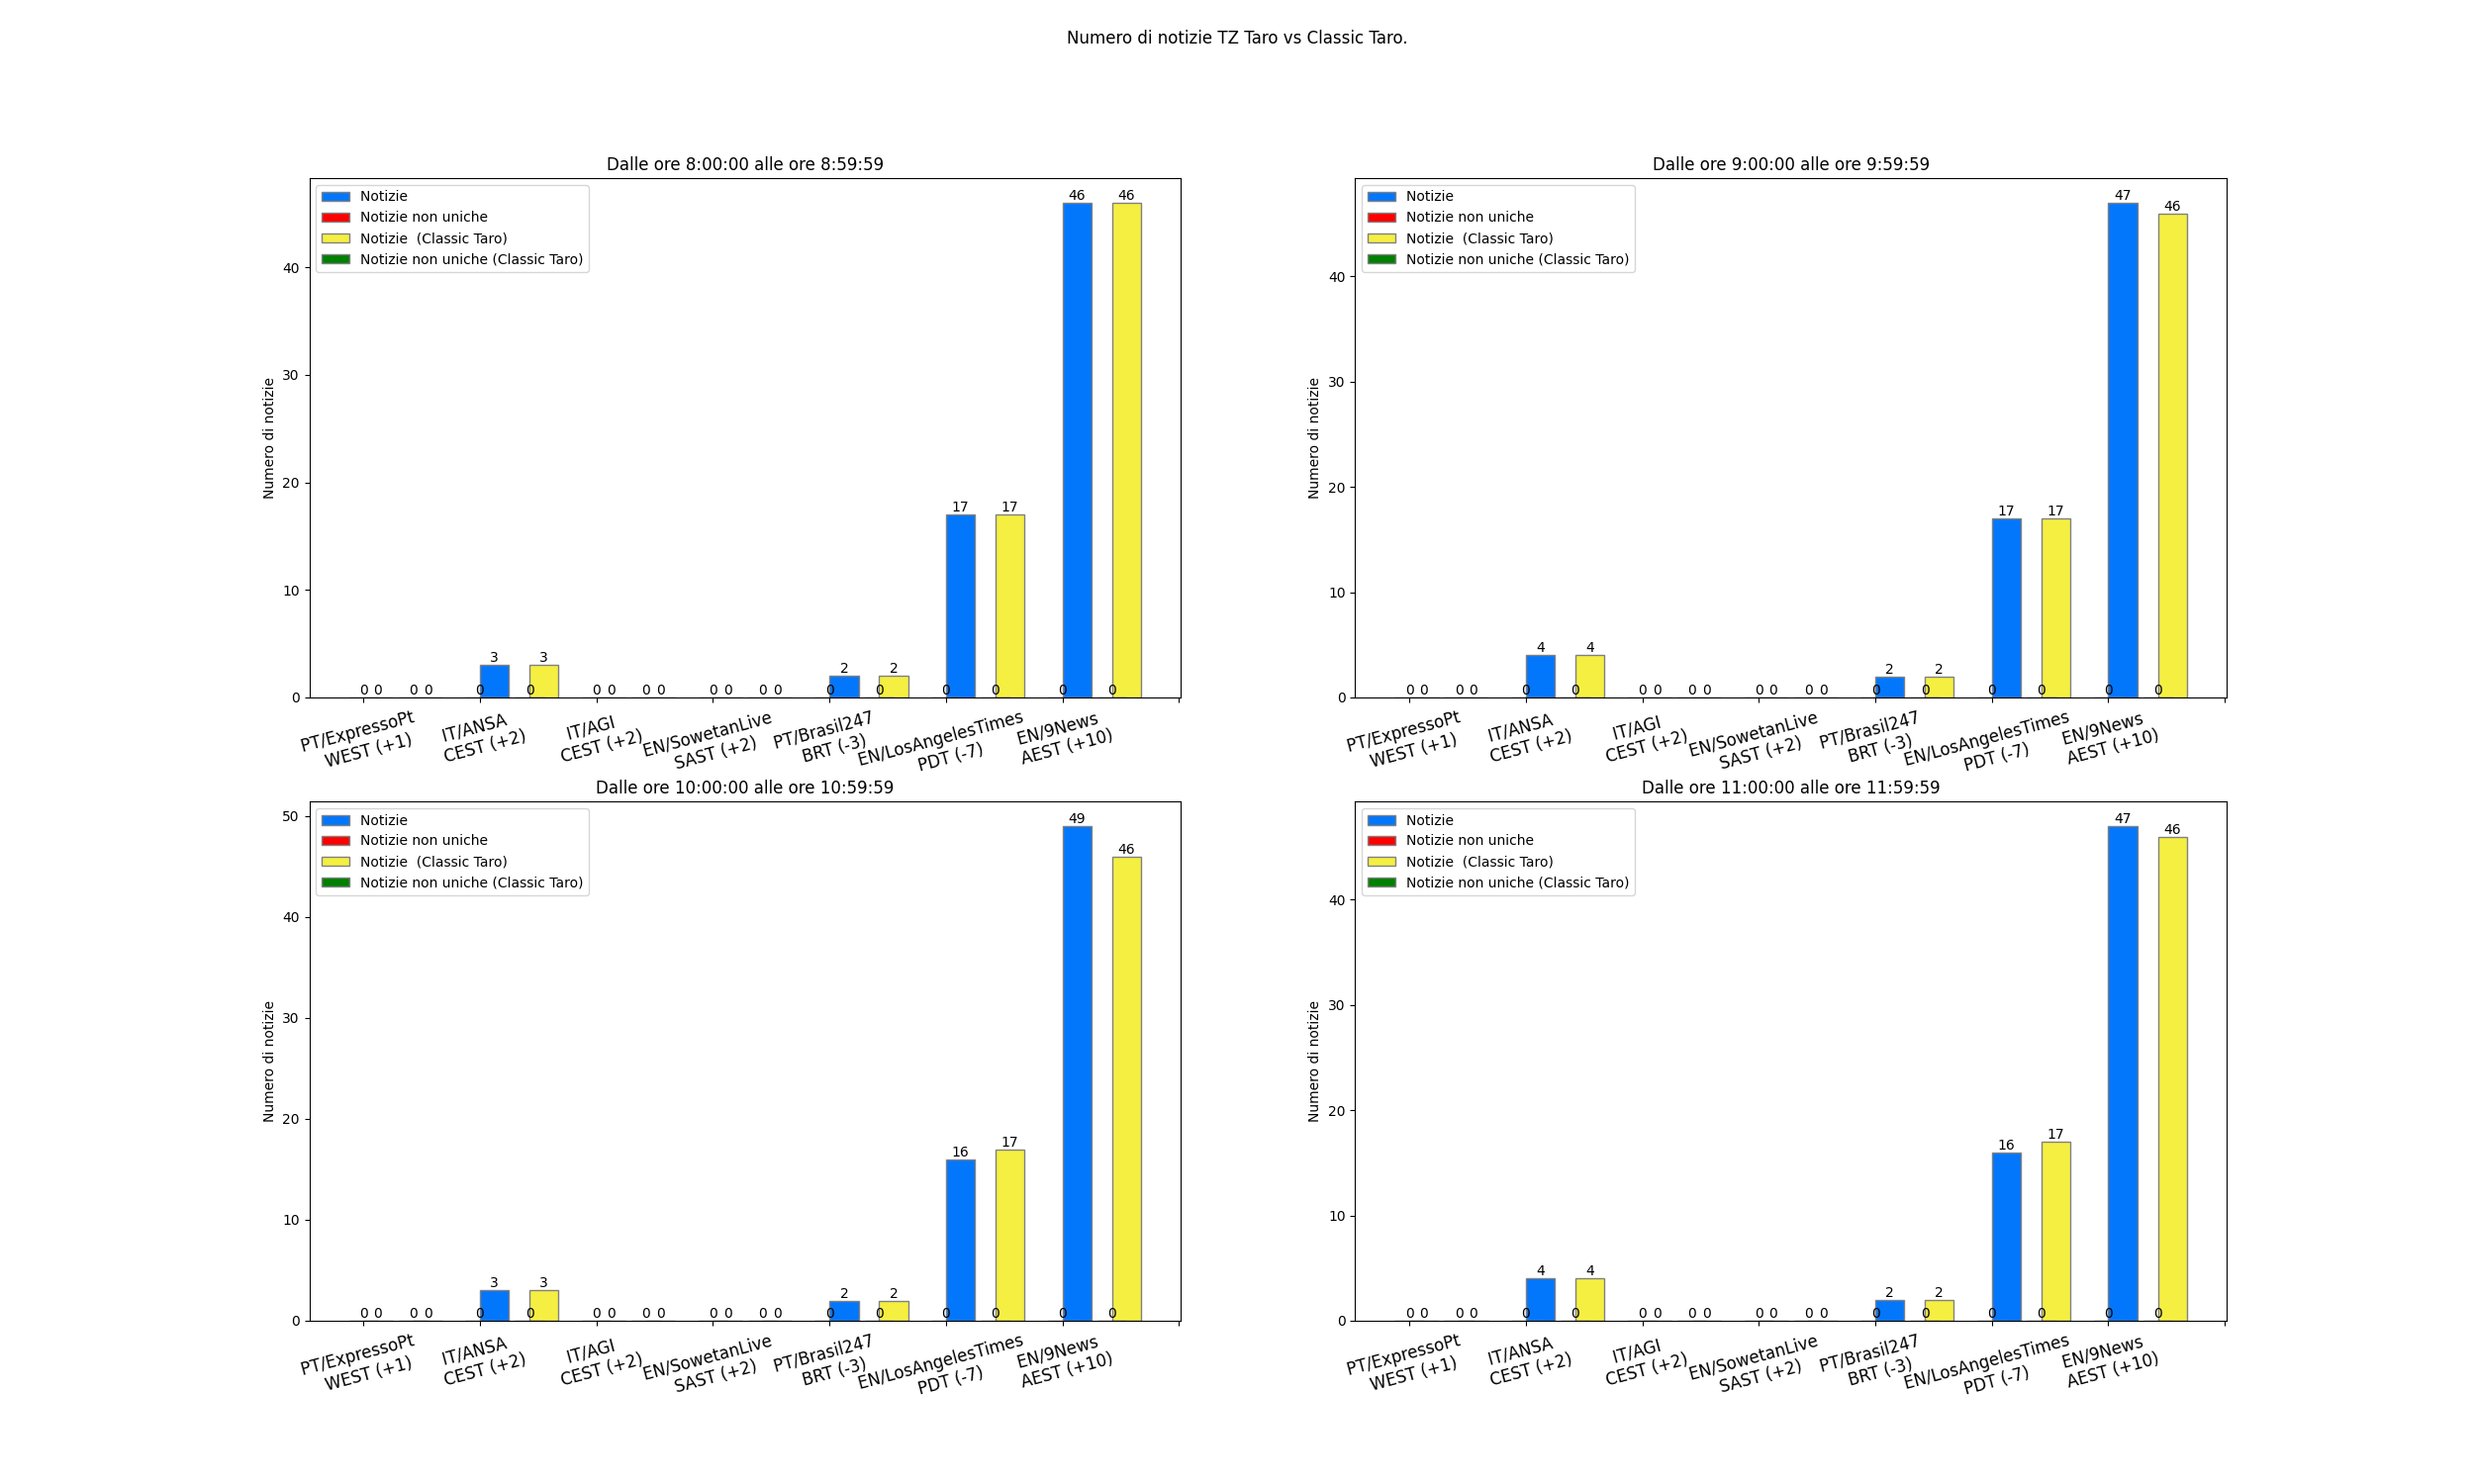 Numero di notizie TZ Taro vs Classic Taro.
Dalle ore 8:00:00 alle ore 8:59:59
Notizie
Notizie non uniche
Notizie  (Classic Taro)
Notizie non uniche (Classic Taro)
Numero di notizie
40
30
20
10
0
46 46
17 17
3 3 2 2
0 0 0 0 0 0 0 0 0 0 0 0 0 0 0 0 0 0 0 0
PT/ExpressoPt
WEST (+1)
IT/ANSA
CEST (+2)
IT/AGI
CEST (+2)
EN/SowetanLive
SAST (+2)
PT/Brasil247
BRT (-3)
EN/LosAngelesTimes
PDT (-7)
EN/9News
AEST (+10)
Dalle ore 9:00:00 alle ore 9:59:59
Notizie
Notizie non uniche
Notizie  (Classic Taro)
Notizie non uniche (Classic Taro)
Numero di notizie
40
30
20
10
0
47 46
17 17
4 4 2 2
0 0 0 0 0 0 0 0 0 0 0 0 0 0 0 0 0 0 0 0
PT/ExpressoPt
WEST (+1)
IT/ANSA
CEST (+2)
IT/AGI
CEST (+2)
EN/SowetanLive
SAST (+2)
PT/Brasil247
BRT (-3)
EN/LosAngelesTimes
PDT (-7)
EN/9News
AEST (+10)
Dalle ore 10:00:00 alle ore 10:59:59
Notizie
Notizie non uniche
Notizie  (Classic Taro)
Notizie non uniche (Classic Taro)
Numero di notizie
50
40
30
20
10
0
49 46
16 17
3 3 2 2
0 0 0 0 0 0 0 0 0 0 0 0 0 0 0 0 0 0 0 0
PT/ExpressoPt
WEST (+1)
IT/ANSA
CEST (+2)
IT/AGI
CEST (+2)
EN/SowetanLive
SAST (+2)
PT/Brasil247
BRT (-3)
EN/LosAngelesTimes
PDT (-7)
EN/9News
AEST (+10)
Dalle ore 11:00:00 alle ore 11:59:59
Notizie
Notizie non uniche
Notizie  (Classic Taro)
Notizie non uniche (Classic Taro)
Numero di notizie
40
30
20
10
0
47 46
16 17
4 4 2 2
0 0 0 0 0 0 0 0 0 0 0 0 0 0 0 0 0 0 0 0
PT/ExpressoPt
WEST (+1)
IT/ANSA
CEST (+2)
IT/AGI
CEST (+2)
EN/SowetanLive
SAST (+2)
PT/Brasil247
BRT (-3)
EN/LosAngelesTimes
PDT (-7)
EN/9News
AEST (+10)